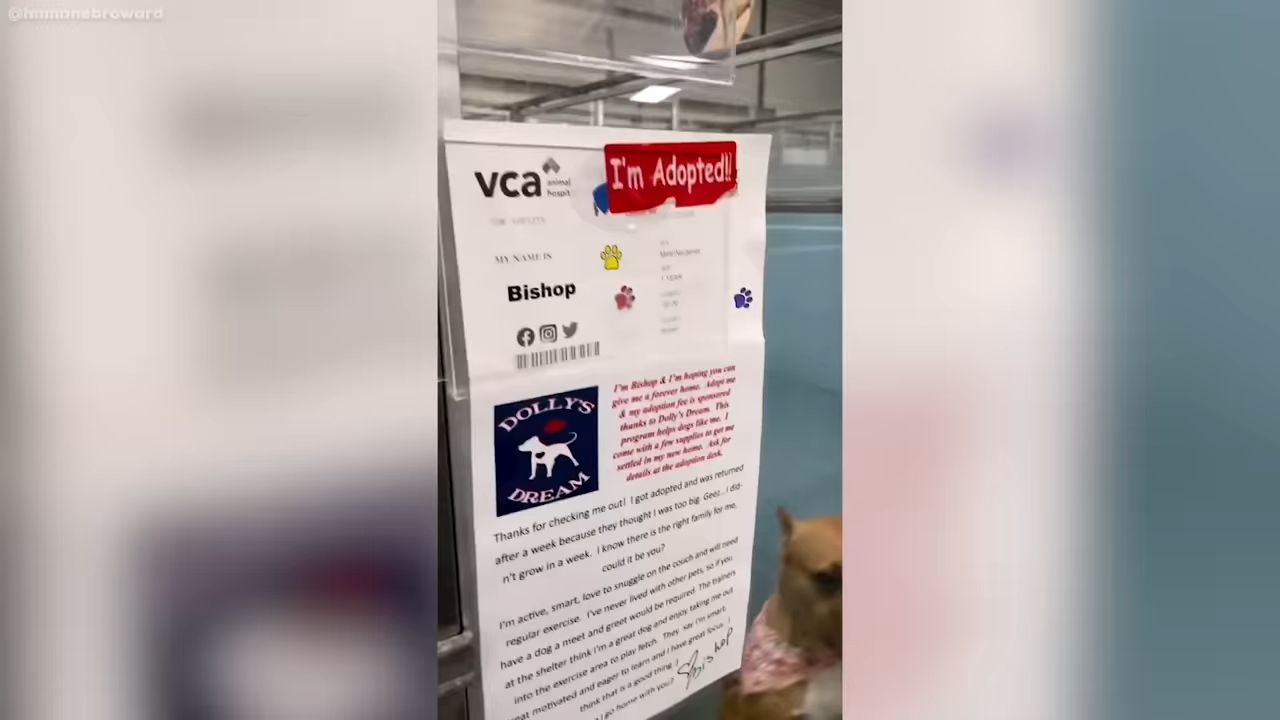 @humanebroward
I'm Adopted!!
vca
animal
hospit
MY NAME IS
Bishop
1 YEAR
DOLLY'S
DREAM
I'm Bishop & I'm hoping you can
give me a forever home. Adopt me
& my adoption fee is sponsored
thanks to Dolly's Dream. This
program helps dogs like me. I
come with a few supplies to get me
settled in my new home. Ask for
details at the adoption desk.
Thanks for checking me out! I got adopted and was returned
after a week because they thought I was too big. Geez...I did-
n't grow in a week. I know there is the right family for me,
could it be you?
I'm active, smart, love to snuggle on the couch and will need
regular exercise. I've never lived with other pets, so if you
have a dog a meet and greet would be required. The trainers
at the shelter think I'm a great dog and enjoy taking me out
into the exercise area to play fetch. They say I'm smart,
eat motivated and eager to learn and I have great focus. I
think that is a good thing!
I go home with you?
Bishop